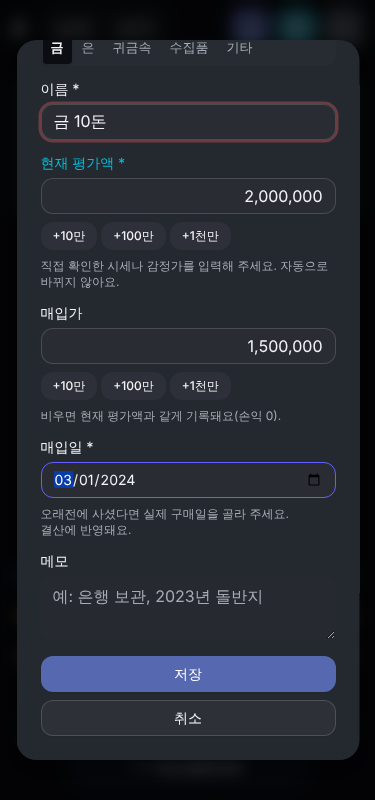 금 은 귀금속 수집품 기타
이름 *
금 10돈
현재 평가액 *
2,000,000
+10만 +100만 +1천만
직접 확인한 시세나 감정가를 입력해 주세요. 자동으로
바뀌지 않아요.
매입가
1,500,000
+10만 +100만 +1천만
비우면 현재 평가액과 같게 기록돼요(손익 0).
매입일 *
03/01/2024
오래전에 사셨다면 실제 구매일을 골라 주세요.
결산에 반영돼요.
메모
예: 은행 보관, 2023년 돌반지
저장
취소